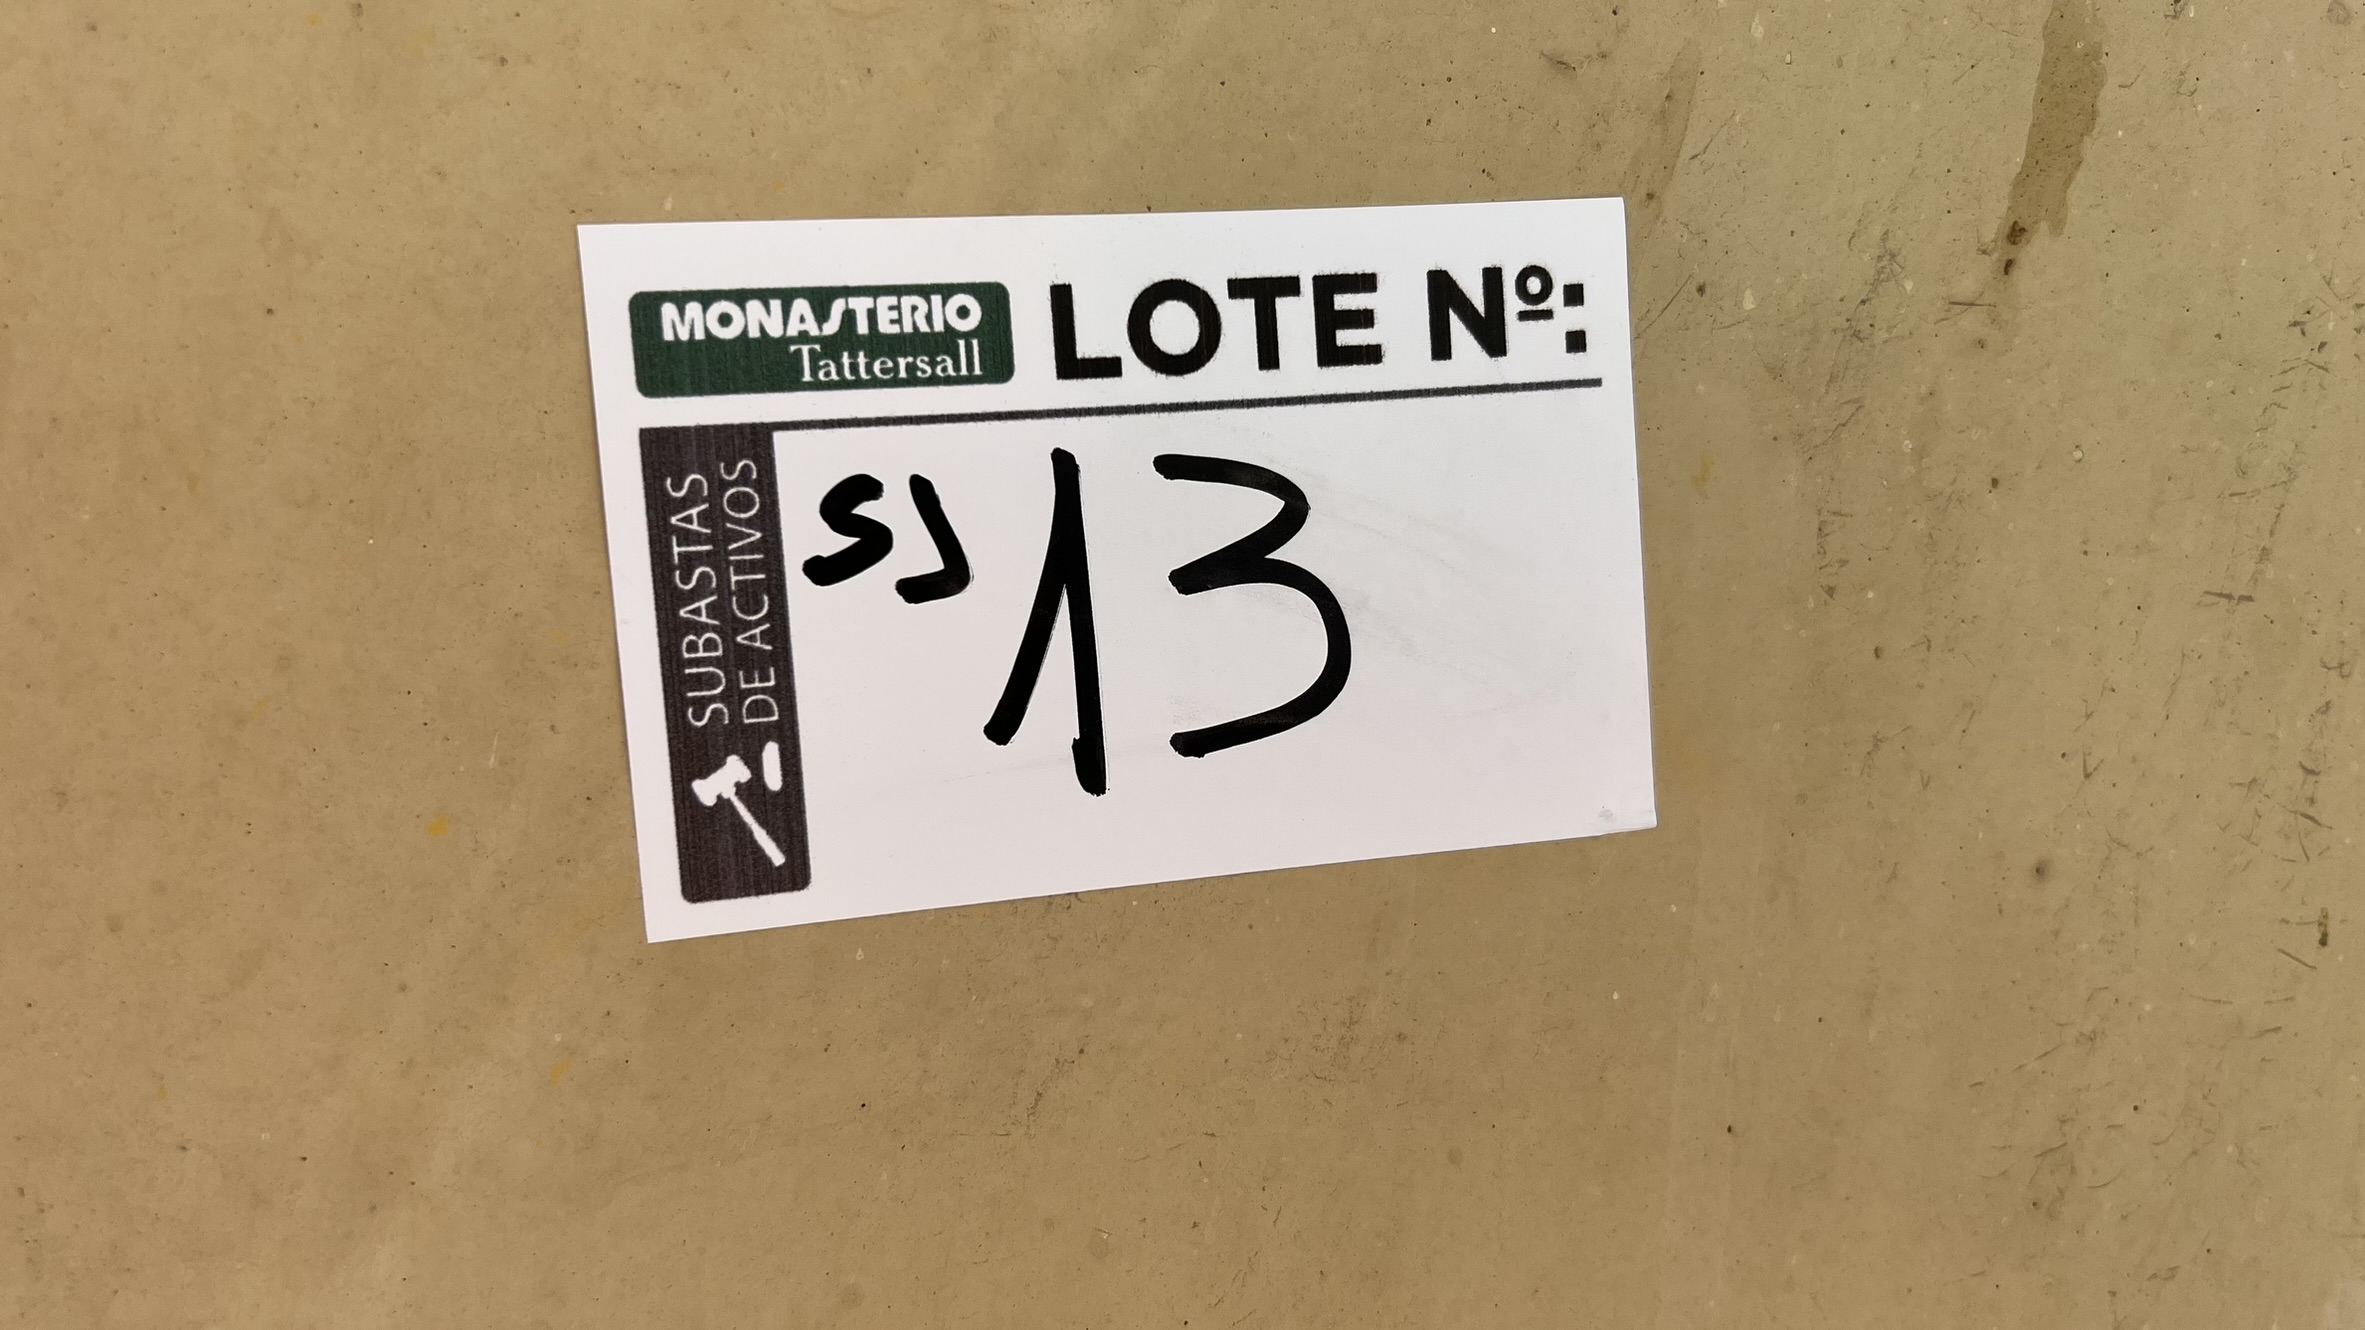 MONASTERIO
Tattersall
LOTE Nº:
SUBASTAS
DE ACTIVOS
SJ 13